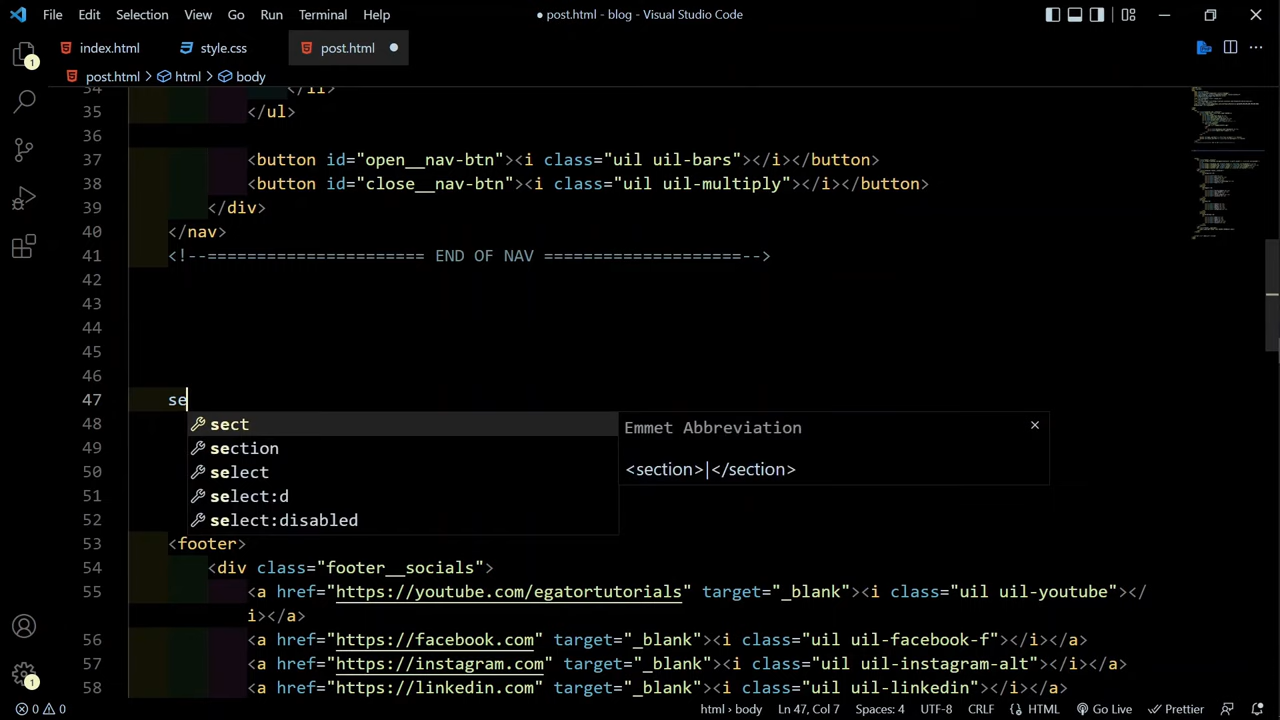 File Edit Selection View Go Run Terminal Help ● post.html - blog - Visual Studio Code
index.html style.css post.html
post.html > html > body
34 </li>
35 </ul>
36
37 <button id="open__nav-btn"><i class="uil uil-bars"></i></button>
38 <button id="close__nav-btn"><i class="uil uil-multiply"></i></button>
39 </div>
40 </nav>
41 <!--====================== END OF NAV ====================-->
42
43
44
45
46
47 se
48 sect Emmet Abbreviation
49 section <section>|</section>
50 select
51 select:d
52 select:disabled
53 <footer>
54 <div class="footer__socials">
55 <a href="https://youtube.com/egatortutorials" target="_blank"><i class="uil uil-youtube"></
i></a>
56 <a href="https://facebook.com" target="_blank"><i class="uil uil-facebook-f"></i></a>
57 <a href="https://instagram.com" target="_blank"><i class="uil uil-instagram-alt"></i></a>
58 <a href="https://linkedin.com" target="_blank"><i class="uil uil-linkedin"></i></a>
1
1
0 0 html > body Ln 47, Col 7 Spaces: 4 UTF-8 CRLF HTML Go Live Prettier